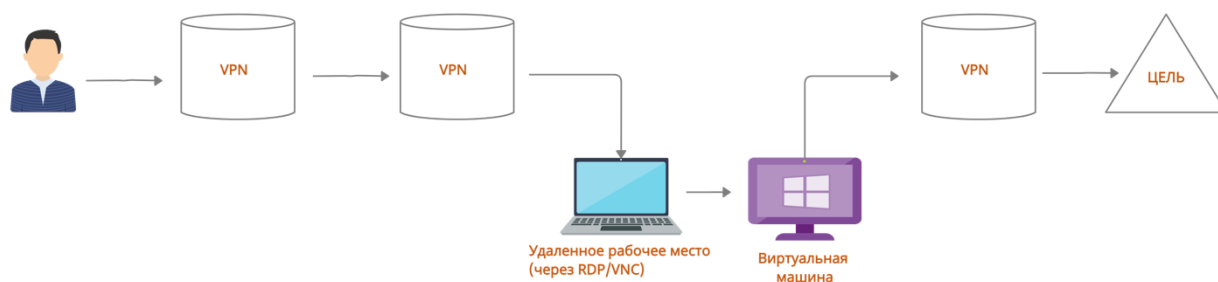 VPN
VPN
VPN
ЦЕЛЬ
Удаленное рабочее место
(через RDP/VNC)
Виртуальная
машина